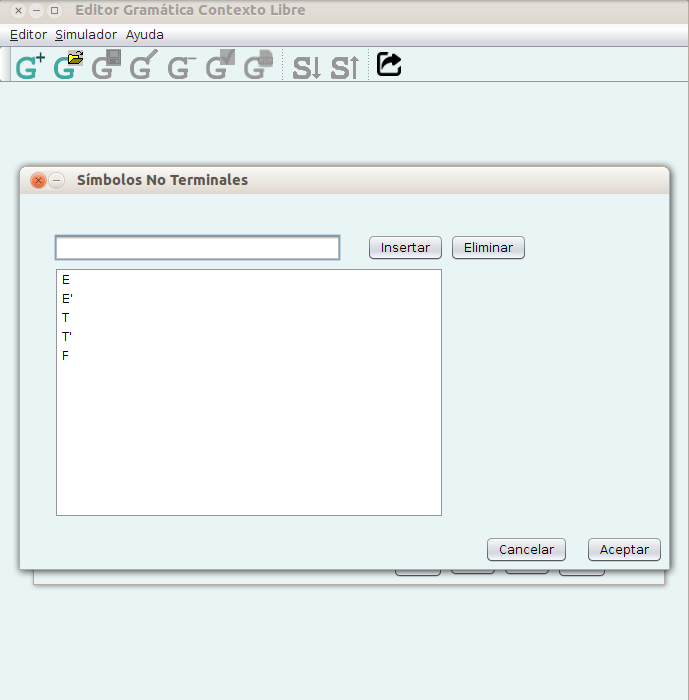 Editor Gramática Contexto Libre
Editor Simulador Ayuda
G+ G G G G− G G S↓ S↑
Símbolos No Terminales
Insertar Eliminar
E
E'
T
T'
F
Cancelar Aceptar